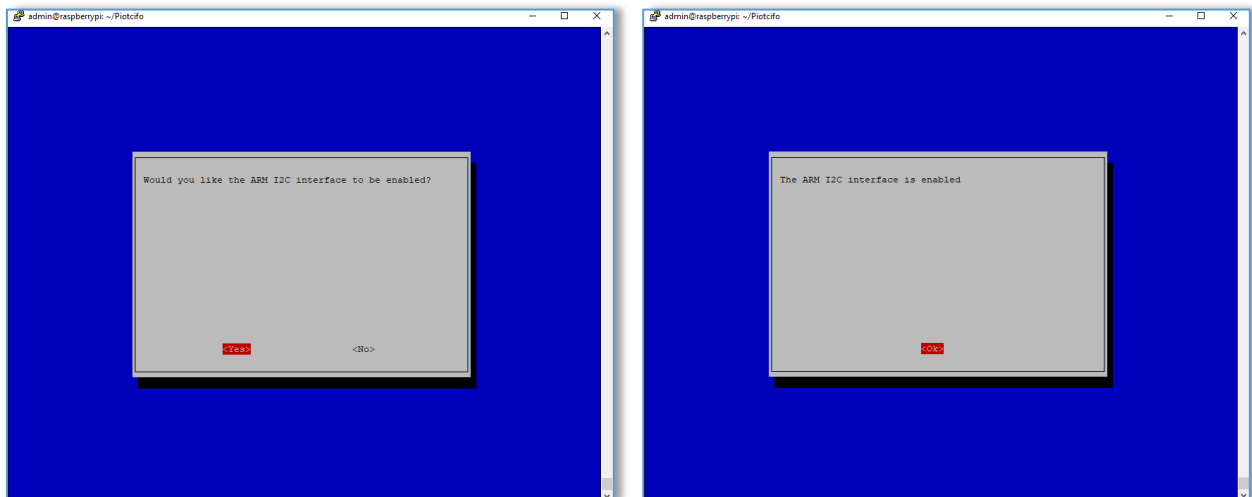 admin@raspberrypi: ~/Piotcifo
Would you like the ARM I2C interface to be enabled?
<Yes> <No>
admin@raspberrypi: ~/Piotcifo
The ARM I2C interface is enabled
<Ok>